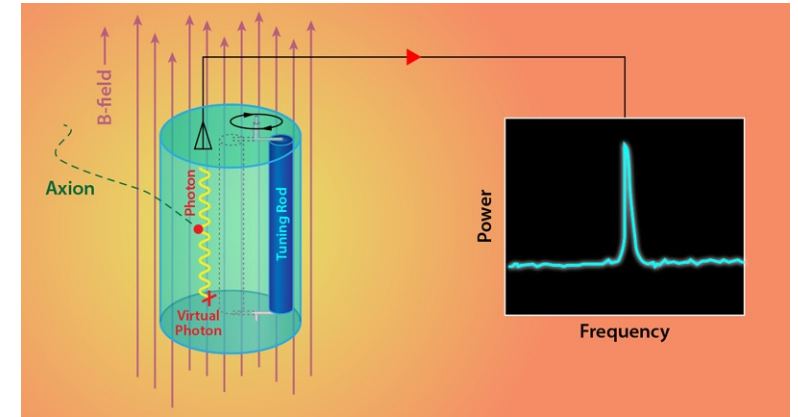 B-field
Axion
Photon
Virtual
Photon
Tuning Rod
Power
Frequency